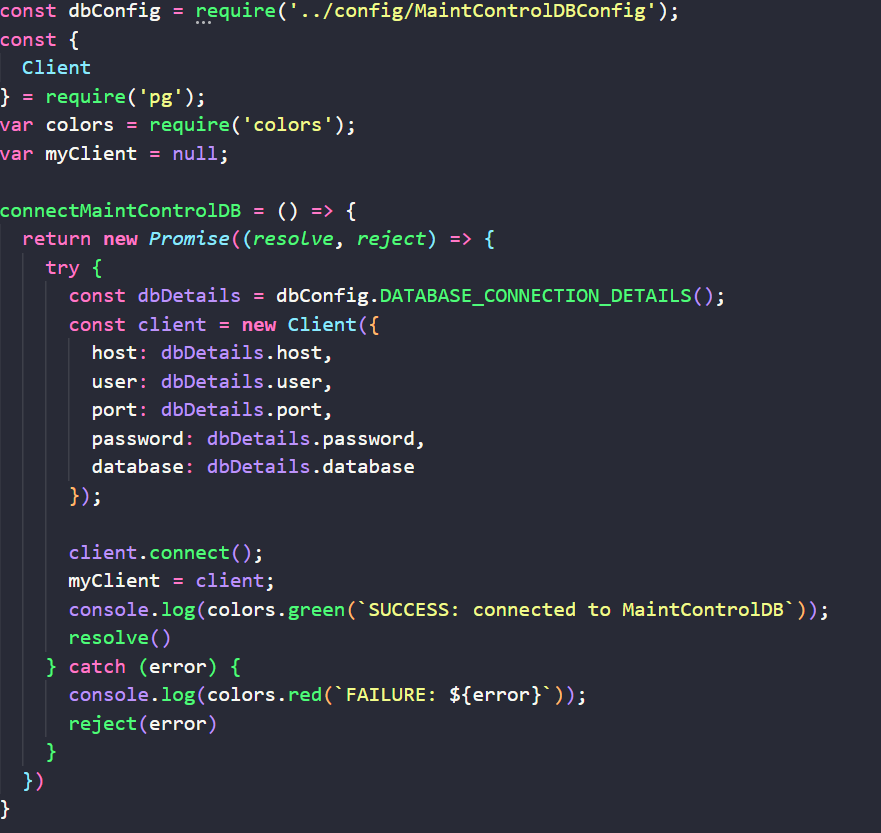 const dbConfig = require('../config/MaintControlDBConfig');
const {
  Client
} = require('pg');
var colors = require('colors');
var myClient = null;

connectMaintControlDB = () => {
  return new Promise((resolve, reject) => {
    try {
      const dbDetails = dbConfig.DATABASE_CONNECTION_DETAILS();
      const client = new Client({
        host: dbDetails.host,
        user: dbDetails.user,
        port: dbDetails.port,
        password: dbDetails.password,
        database: dbDetails.database
      });

      client.connect();
      myClient = client;
      console.log(colors.green(`SUCCESS: connected to MaintControlDB`));
      resolve()
    } catch (error) {
      console.log(colors.red(`FAILURE: ${error}`));
      reject(error)
    }
  })
}